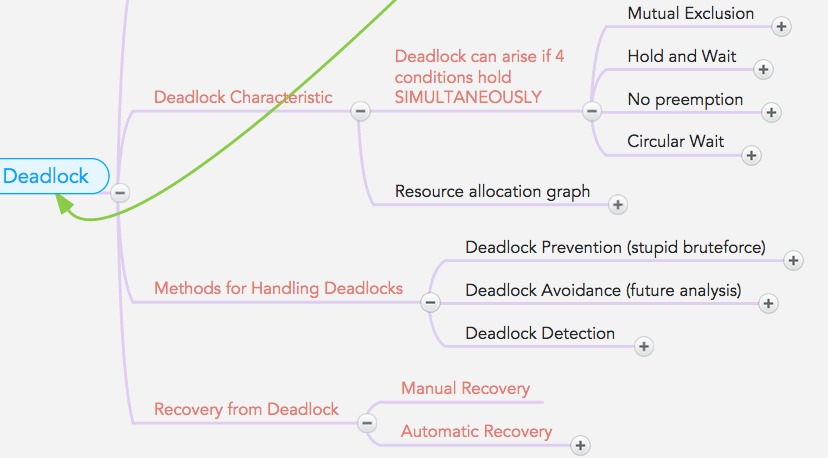 Deadlock
Deadlock Characteristic
Deadlock can arise if 4
conditions hold
SIMULTANEOUSLY
Mutual Exclusion
Hold and Wait
No preemption
Circular Wait
Resource allocation graph
Methods for Handling Deadlocks
Deadlock Prevention (stupid bruteforce)
Deadlock Avoidance (future analysis)
Deadlock Detection
Recovery from Deadlock
Manual Recovery
Automatic Recovery